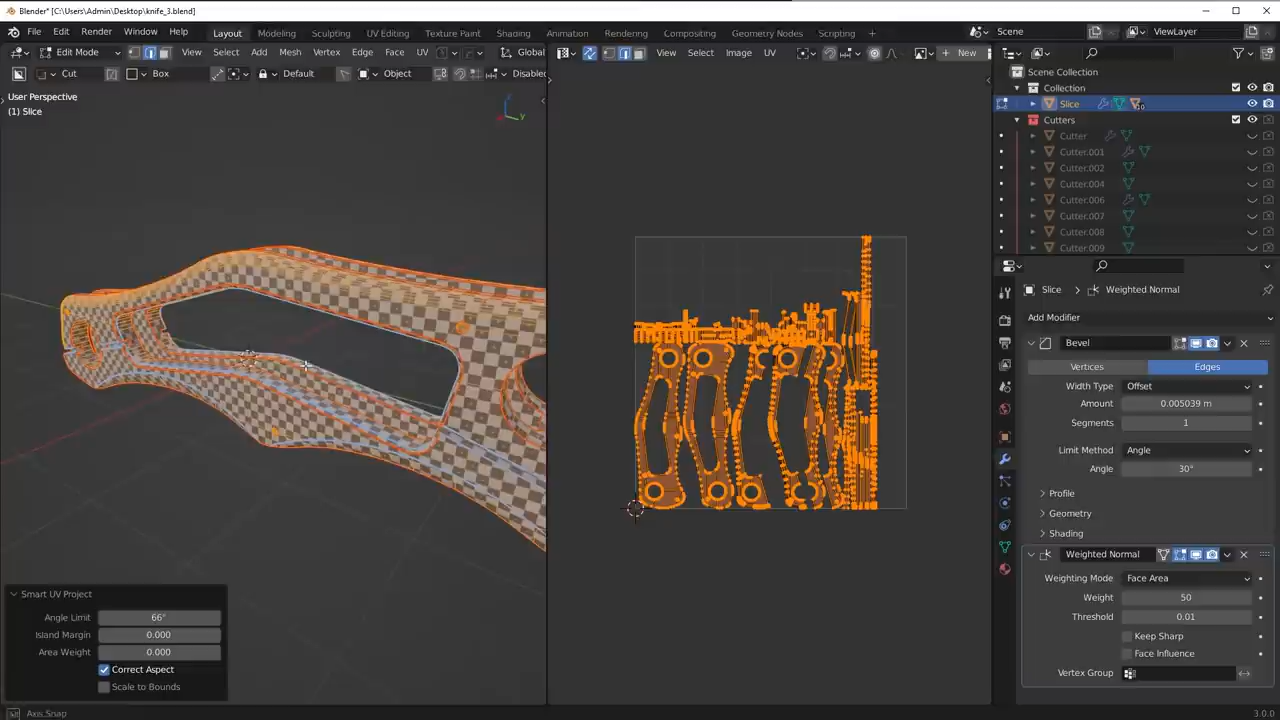 Blender* [C:\Users\Admin\Desktop\knife_3.blend]
File Edit Render Window Help Layout Modeling Sculpting UV Editing Texture Paint Shading Animation Rendering Compositing Geometry Nodes Scripting Scene ViewLayer
Edit Mode View Select Add Mesh Vertex Edge Face UV Global View Select Image UV New
Cut Box Default Object Disabled
User Perspective
(1) Slice
Scene Collection
Collection
Slice
Cutters
Cutter
Cutter.001
Cutter.002
Cutter.004
Cutter.006
Cutter.007
Cutter.008
Cutter.009
Slice > Weighted Normal
Add Modifier
Bevel
Vertices Edges
Width Type Offset
Amount 0.005039 m
Segments 1
Limit Method Angle
Angle 30°
Profile
Geometry
Shading
Weighted Normal
Weighting Mode Face Area
Weight 50
Threshold 0.01
Keep Sharp
Face Influence
Vertex Group
Smart UV Project
Angle Limit 66°
Island Margin 0.000
Area Weight 0.000
Correct Aspect
Scale to Bounds
Axis Snap 3.0.0